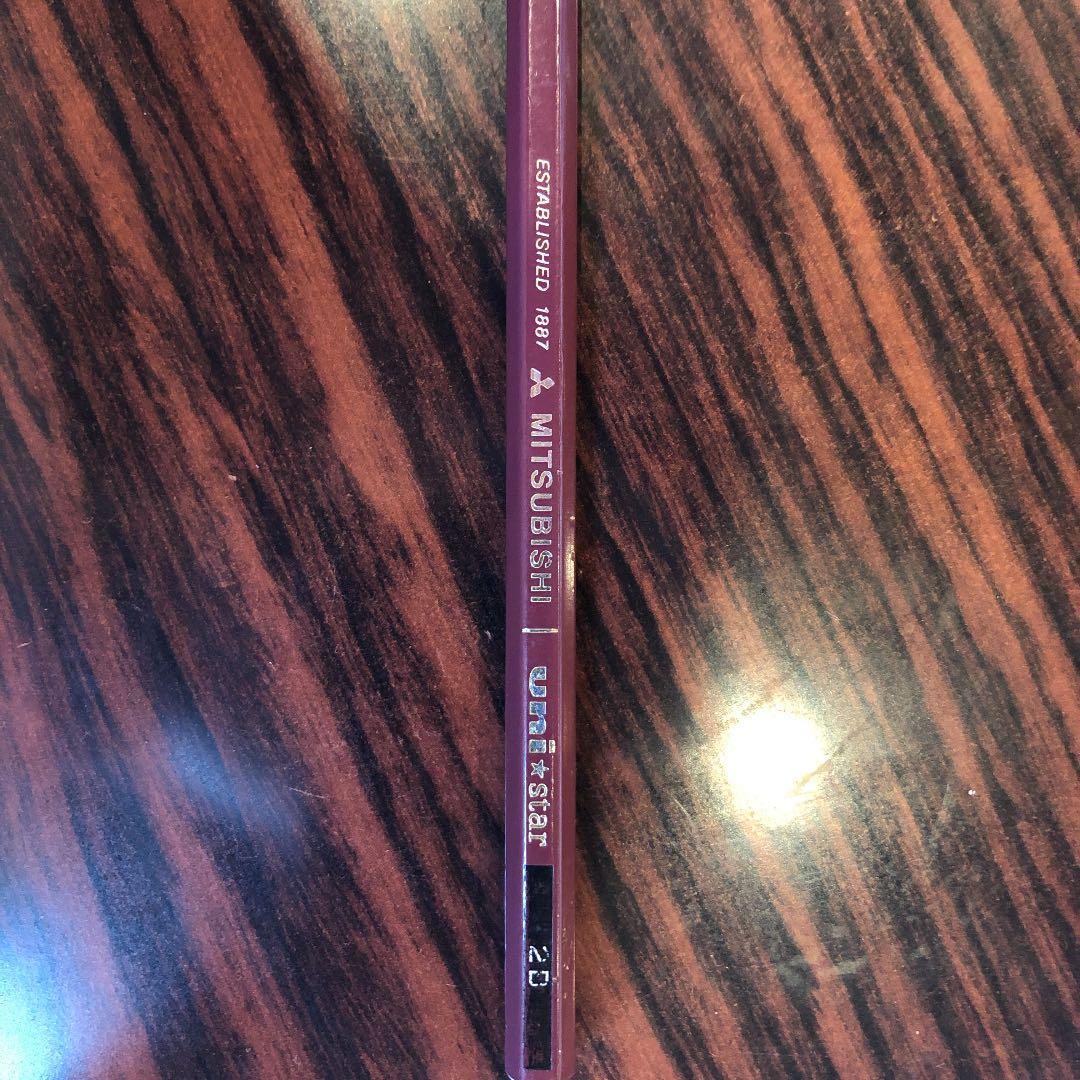 ESTABLISHED 1887 MITSUBISHI | uni★star 2B